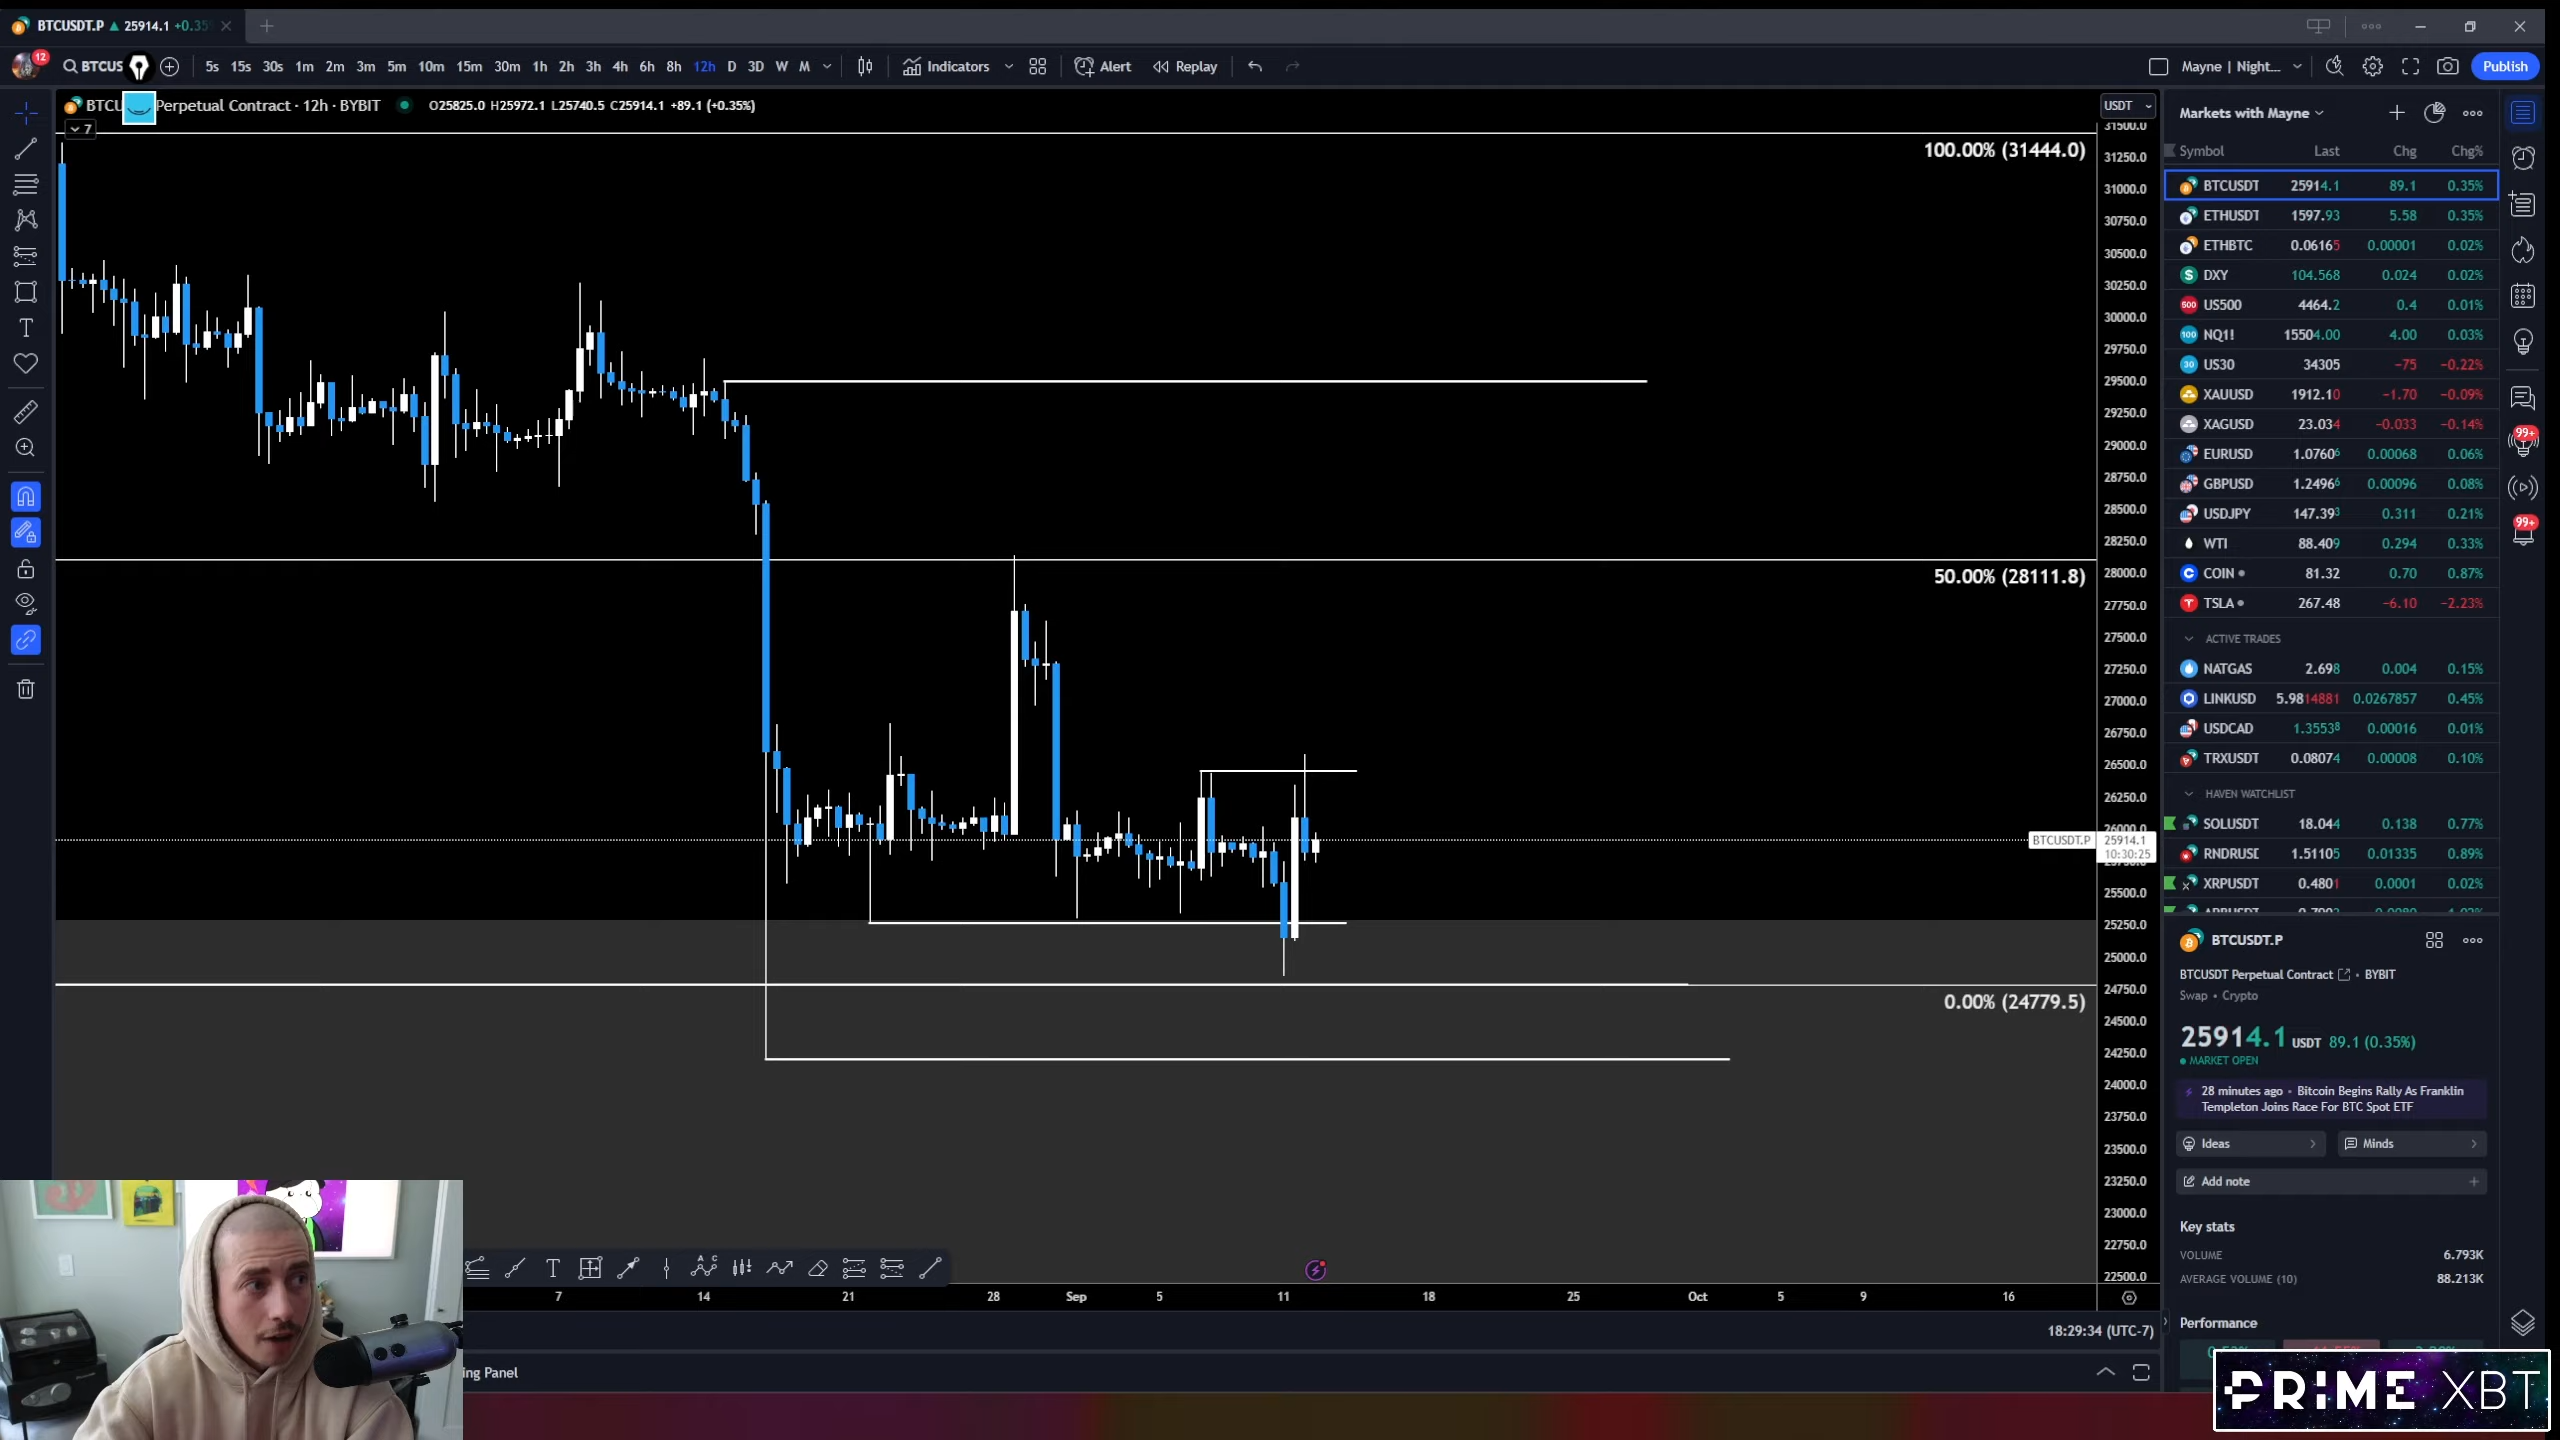 BTCUSDT.P ▲ 25914.1 +0.35
12 BTCUS 5s 15s 30s 1m 2m 3m 5m 10m 15m 30m 1h 2h 3h 4h 6h 8h 12h D 3D W M Indicators Alert Replay Mayne | Night... Publish
BTCU Perpetual Contract · 12h · BYBIT O25825.0 H25972.1 L25740.5 C25914.1 +89.1 (+0.35%)
7
USDT
31500.0
31250.0
31000.0
30750.0
30500.0
30250.0
30000.0
29750.0
29500.0
29250.0
29000.0
28750.0
28500.0
28250.0
28000.0
27750.0
27500.0
27250.0
27000.0
26750.0
26500.0
26250.0
26000.0
BTCUSDT.P 25914.1
10:30:25
25500.0
25250.0
25000.0
24750.0
24500.0
24250.0
24000.0
23750.0
23500.0
23250.0
23000.0
22750.0
22500.0
100.00% (31444.0)
50.00% (28111.8)
0.00% (24779.5)
7 14 21 28 Sep 5 11 18 25 Oct 5 9 16
18:29:34 (UTC-7)
ing Panel
Markets with Mayne
Symbol Last Chg Chg%
BTCUSDT 25914.1 89.1 0.35%
ETHUSDT 1597.93 5.58 0.35%
ETHBTC 0.06165 0.00001 0.02%
DXY 104.568 0.024 0.02%
US500 4464.2 0.4 0.01%
NQ1! 15504.00 4.00 0.03%
US30 34305 −75 −0.22%
XAUUSD 1912.10 −1.70 −0.09%
XAGUSD 23.034 −0.033 −0.14%
EURUSD 1.07606 0.00068 0.06%
GBPUSD 1.24966 0.00096 0.08%
USDJPY 147.393 0.311 0.21%
WTI 88.409 0.294 0.33%
COIN 81.32 0.70 0.87%
TSLA 267.48 −6.10 −2.23%
ACTIVE TRADES
NATGAS 2.698 0.004 0.15%
LINKUSD 5.9814881 0.0267857 0.45%
USDCAD 1.35538 0.00016 0.01%
TRXUSDT 0.08074 0.00008 0.10%
HAVEN WATCHLIST
SOLUSDT 18.044 0.138 0.77%
RNDRUSE 1.51105 0.01335 0.89%
XRPUSDT 0.4801 0.0001 0.02%
BTCUSDT.P
BTCUSDT Perpetual Contract • BYBIT
Swap • Crypto
25914.1 USDT 89.1 (0.35%)
MARKET OPEN
28 minutes ago • Bitcoin Begins Rally As Franklin
Templeton Joins Race For BTC Spot ETF
Ideas Minds
Add note
Key stats
VOLUME 6.793K
AVERAGE VOLUME (10) 88.213K
Performance
99+
99+
PRIME XBT